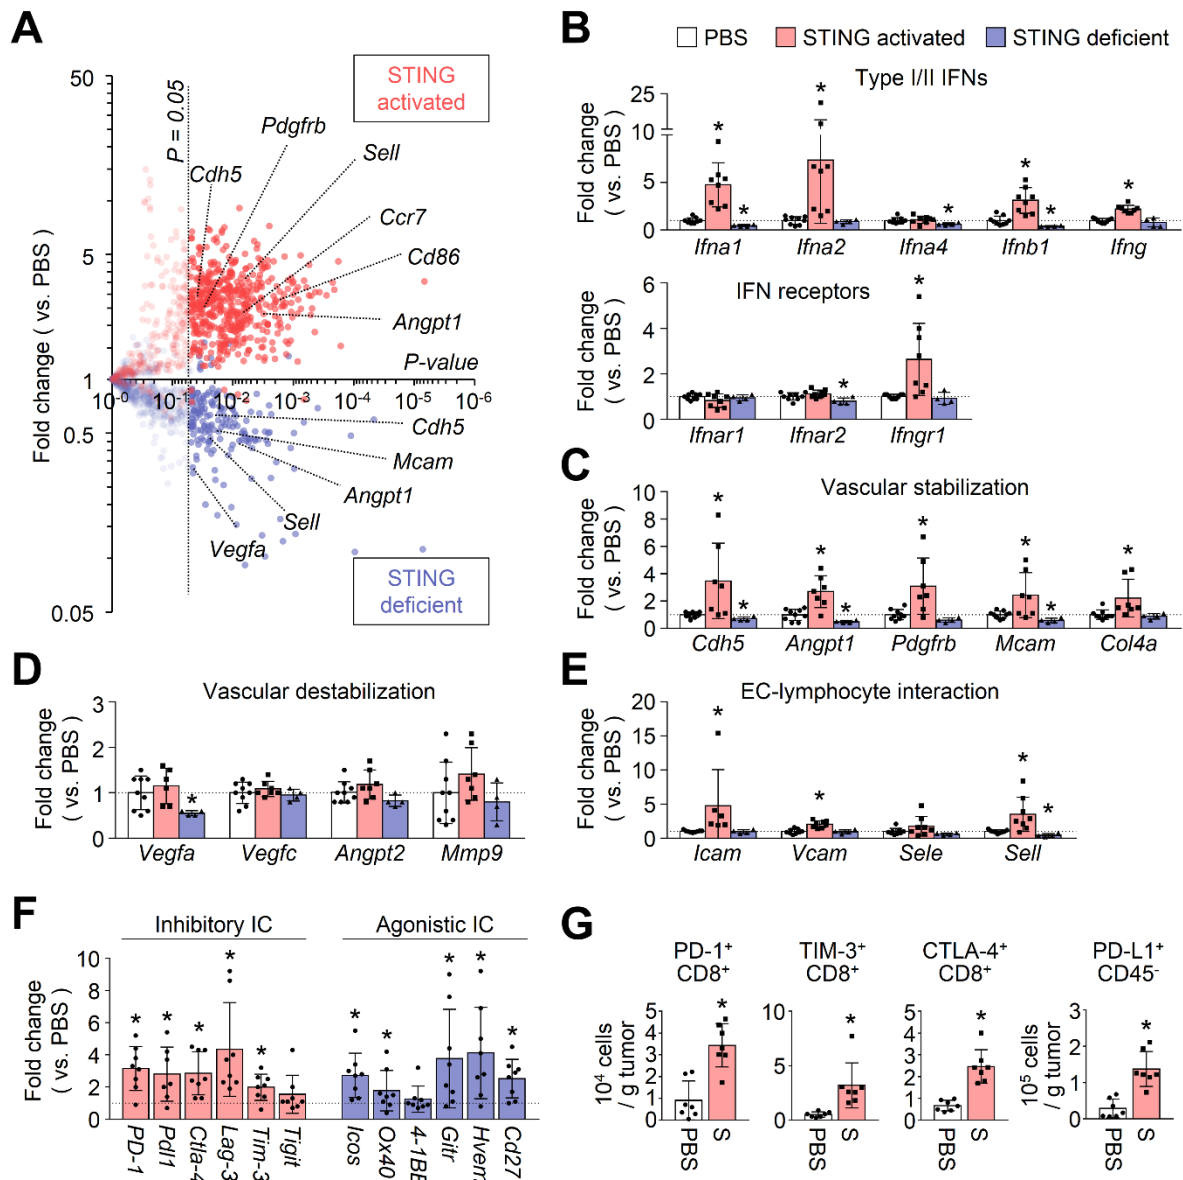 A
STING
activated
50
5
1
0.5
0.05
Fold change ( vs. PBS )
P = 0.05
Pdgfrb
Sell
Cdh5
Ccr7
Cd86
Angpt1
P-value
10-0 10-1 10-2 10-3 10-4 10-5 10-6
Cdh5
Mcam
Angpt1
Sell
Vegfa
STING
deficient
B
PBS STING activated STING deficient
Type I/II IFNs
Fold change
( vs. PBS )
25
10
5
0
Ifna1 Ifna2 Ifna4 Ifnb1 Ifng
* * * * * * *
IFN receptors
Fold change
( vs. PBS )
6
4
2
0
* *
Ifnar1 Ifnar2 Ifngr1
C
Vascular stabilization
Fold change
( vs. PBS )
10
8
6
4
2
0
* * * * * * * *
Cdh5 Angpt1 Pdgfrb Mcam Col4a
D
Vascular destabilization
Fold change
( vs. PBS )
3
2
1
0
*
Vegfa Vegfc Angpt2 Mmp9
E
EC-lymphocyte interaction
Fold change
( vs. PBS )
20
15
10
5
0
* * * *
Icam Vcam Sele Sell
F
Inhibitory IC Agonistic IC
Fold change
( vs. PBS )
10
8
6
4
2
0
* * * * * * * * * *
PD-1 Pdl1 Ctla-4 Lag-3 Tim-3 Tigit Icos Ox40 4-1BB Gitr Hvem Cd27
G
PD-1+
CD8+
TIM-3+
CD8+
CTLA-4+
CD8+
PD-L1+
CD45-
10⁴ cells
/ g tumor
5
4
3
2
1
0
*
PBS S
10
5
0
*
PBS S
5
4
3
2
1
0
*
PBS S
10⁵ cells
/ g tumor
3
2
1
0
*
PBS S